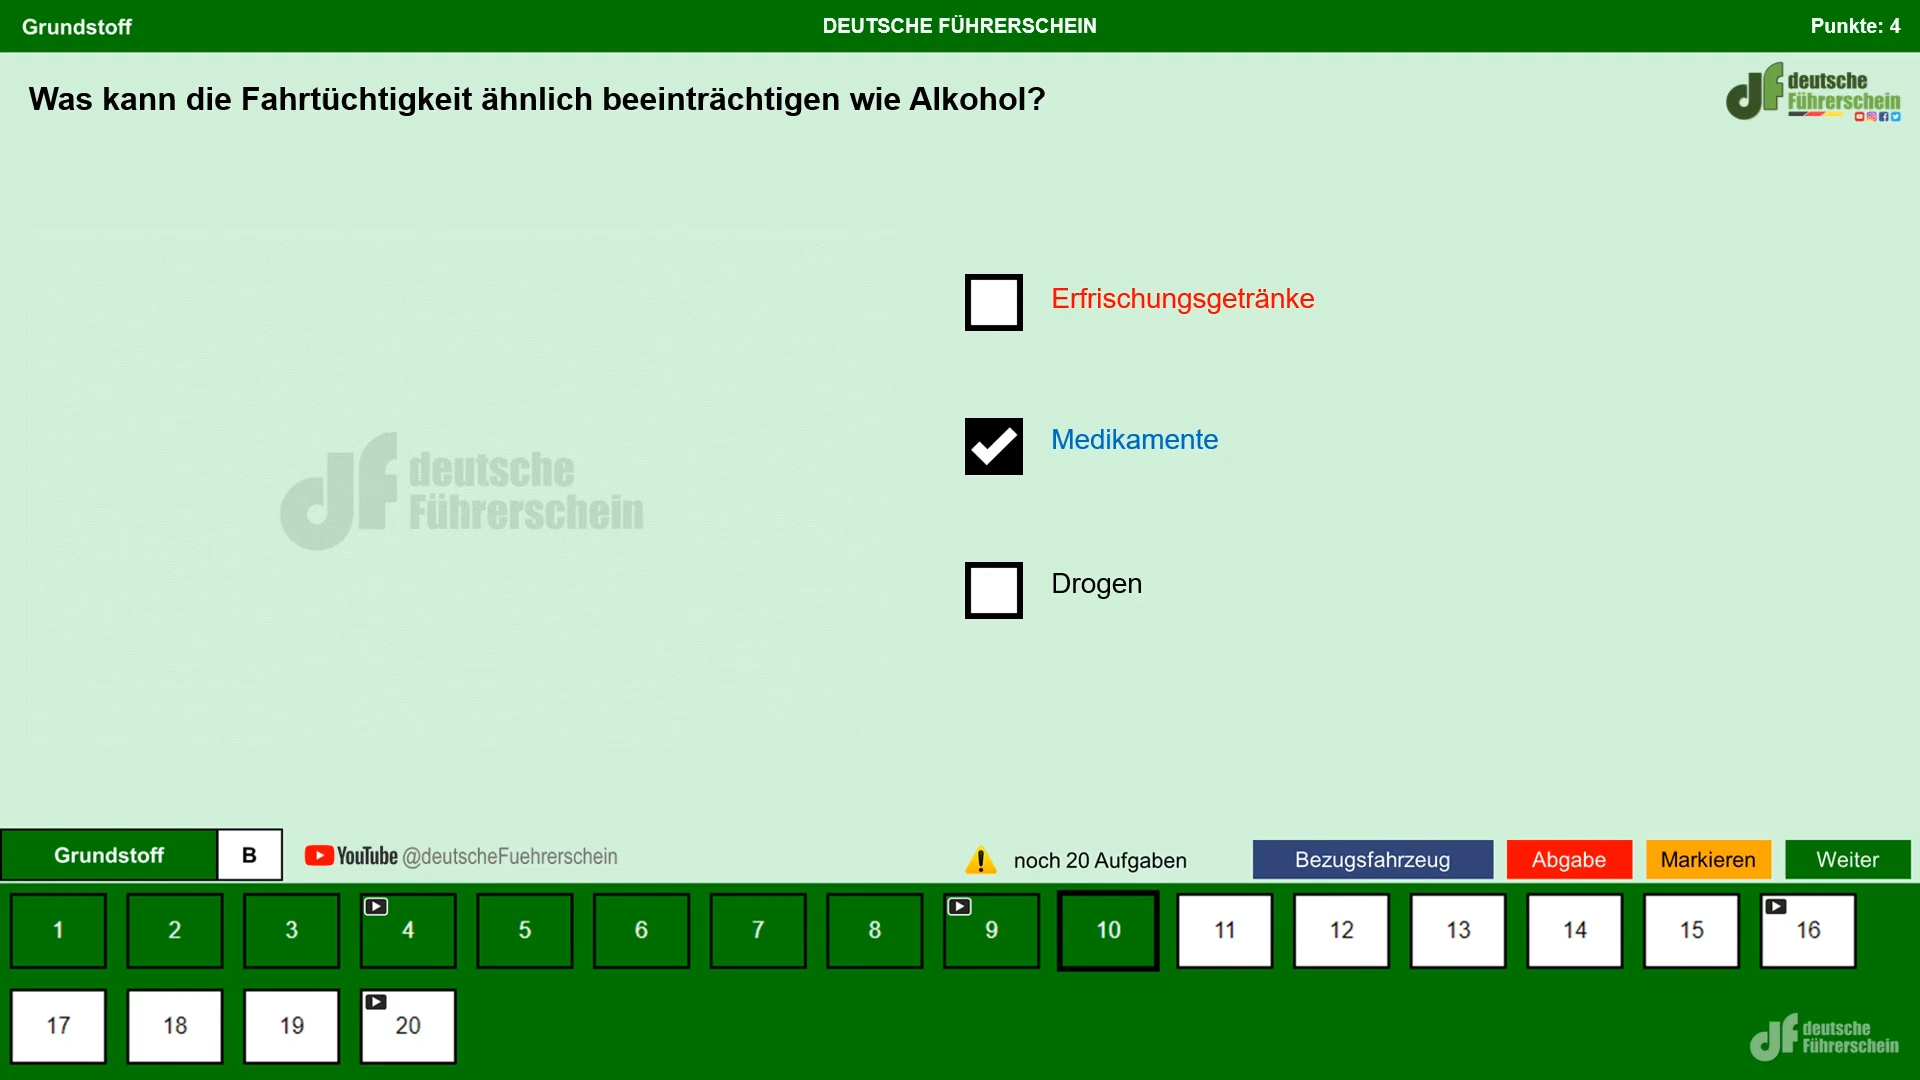 Grundstoff
DEUTSCHE FÜHRERSCHEIN
Punkte: 4
Was kann die Fahrtüchtigkeit ähnlich beeinträchtigen wie Alkohol?
deutsche
Führerschein
Erfrischungsgetränke
Medikamente
Drogen
df deutsche
Führerschein
Grundstoff
B
YouTube @deutscheFuehrerschein
noch 20 Aufgaben
Bezugsfahrzeug
Abgabe
Markieren
Weiter
1 2 3 4 5 6 7 8 9 10 11 12 13 14 15 16
17 18 19 20
df deutsche
Führerschein